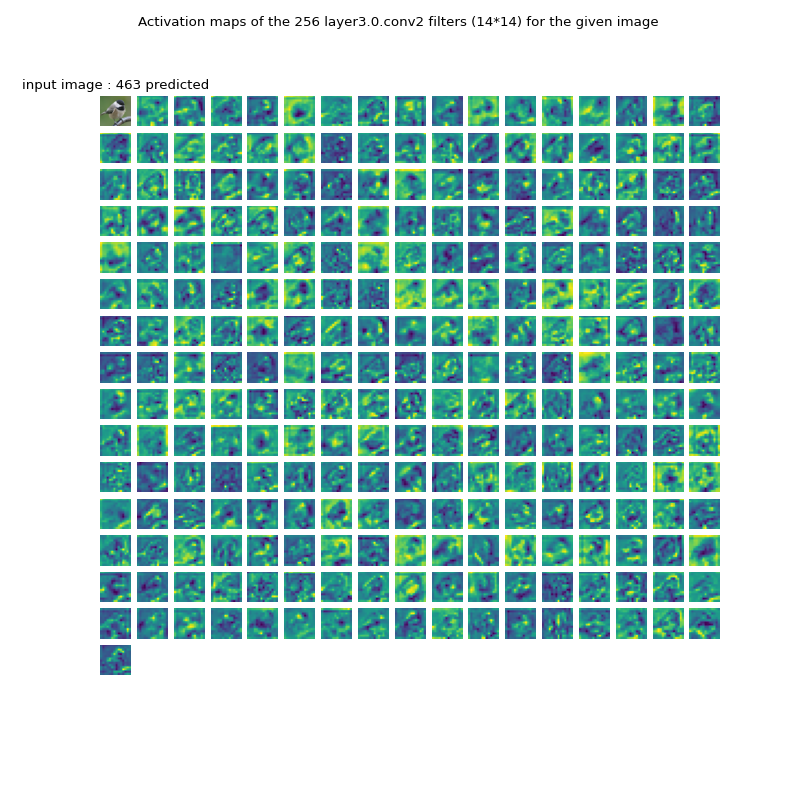 Activation maps of the 256 layer3.0.conv2 filters (14*14) for the given image
input image : 463 predicted